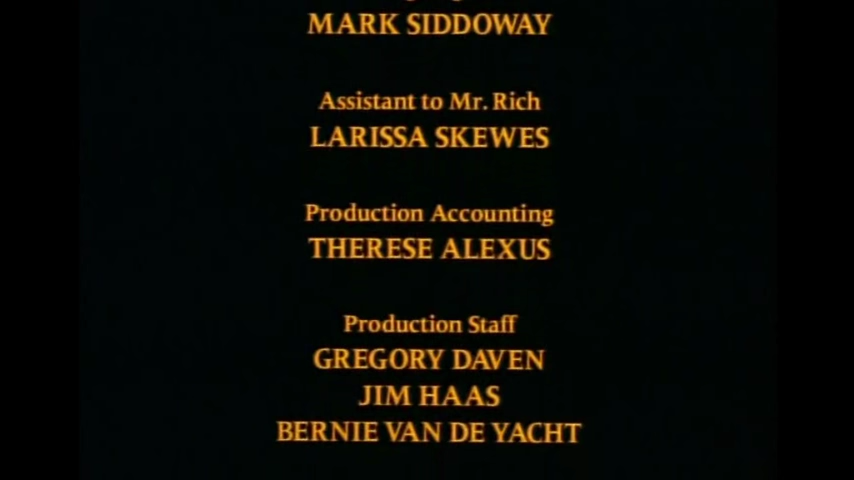 MARK SIDDOWAY
Assistant to Mr. Rich
LARISSA SKEWES
Production Accounting
THERESE ALEXUS
Production Staff
GREGORY DAVEN
JIM HAAS
BERNIE VAN DE YACHT